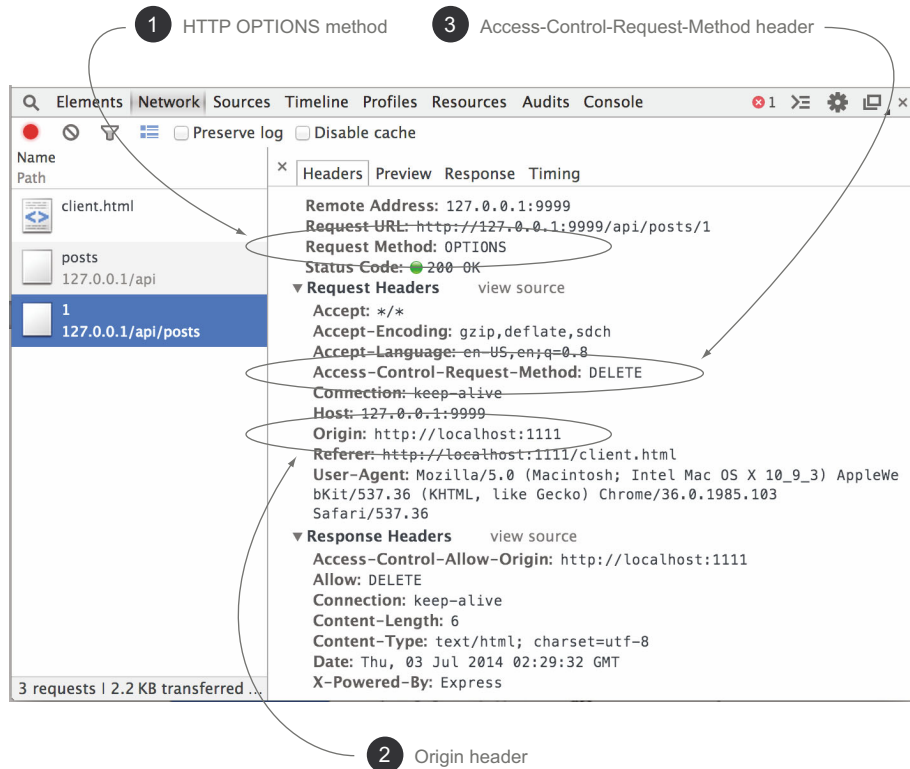 1 HTTP OPTIONS method
3 Access-Control-Request-Method header
Elements Network Sources Timeline Profiles Resources Audits Console 1
Preserve log Disable cache
Name
Path
Headers Preview Response Timing
client.html
posts
127.0.0.1/api
1
127.0.0.1/api/posts
Remote Address: 127.0.0.1:9999
Request URL: http://127.0.0.1:9999/api/posts/1
Request Method: OPTIONS
Status Code: 200 OK
Request Headers view source
Accept: */*
Accept-Encoding: gzip,deflate,sdch
Accept-Language: en-US,en;q=0.8
Access-Control-Request-Method: DELETE
Connection: keep-alive
Host: 127.0.0.1:9999
Origin: http://localhost:1111
Referer: http://localhost:1111/client.html
User-Agent: Mozilla/5.0 (Macintosh; Intel Mac OS X 10_9_3) AppleWe
bKit/537.36 (KHTML, like Gecko) Chrome/36.0.1985.103
Safari/537.36
Response Headers view source
Access-Control-Allow-Origin: http://localhost:1111
Allow: DELETE
Connection: keep-alive
Content-Length: 6
Content-Type: text/html; charset=utf-8
Date: Thu, 03 Jul 2014 02:29:32 GMT
X-Powered-By: Express
3 requests | 2.2 KB transferred ...
2 Origin header